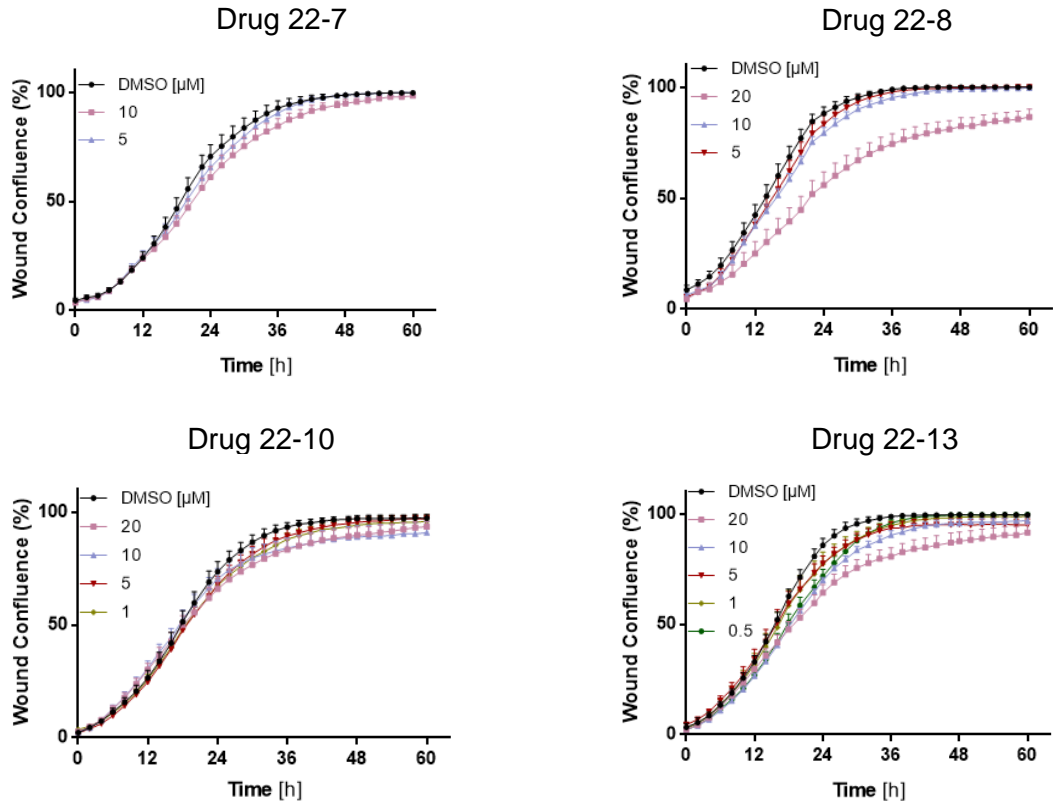 Drug 22-7
Wound Confluence (%)
100
50
0
DMSO [µM]
10
5
0 12 24 36 48 60
Time [h]
Drug 22-8
Wound Confluence (%)
100
50
0
DMSO [µM]
20
10
5
0 12 24 36 48 60
Time [h]
Drug 22-10
Wound Confluence (%)
100
50
0
DMSO [µM]
20
10
5
1
0 12 24 36 48 60
Time [h]
Drug 22-13
Wound Confluence (%)
100
50
0
DMSO [µM]
20
10
5
1
0.5
0 12 24 36 48 60
Time [h]